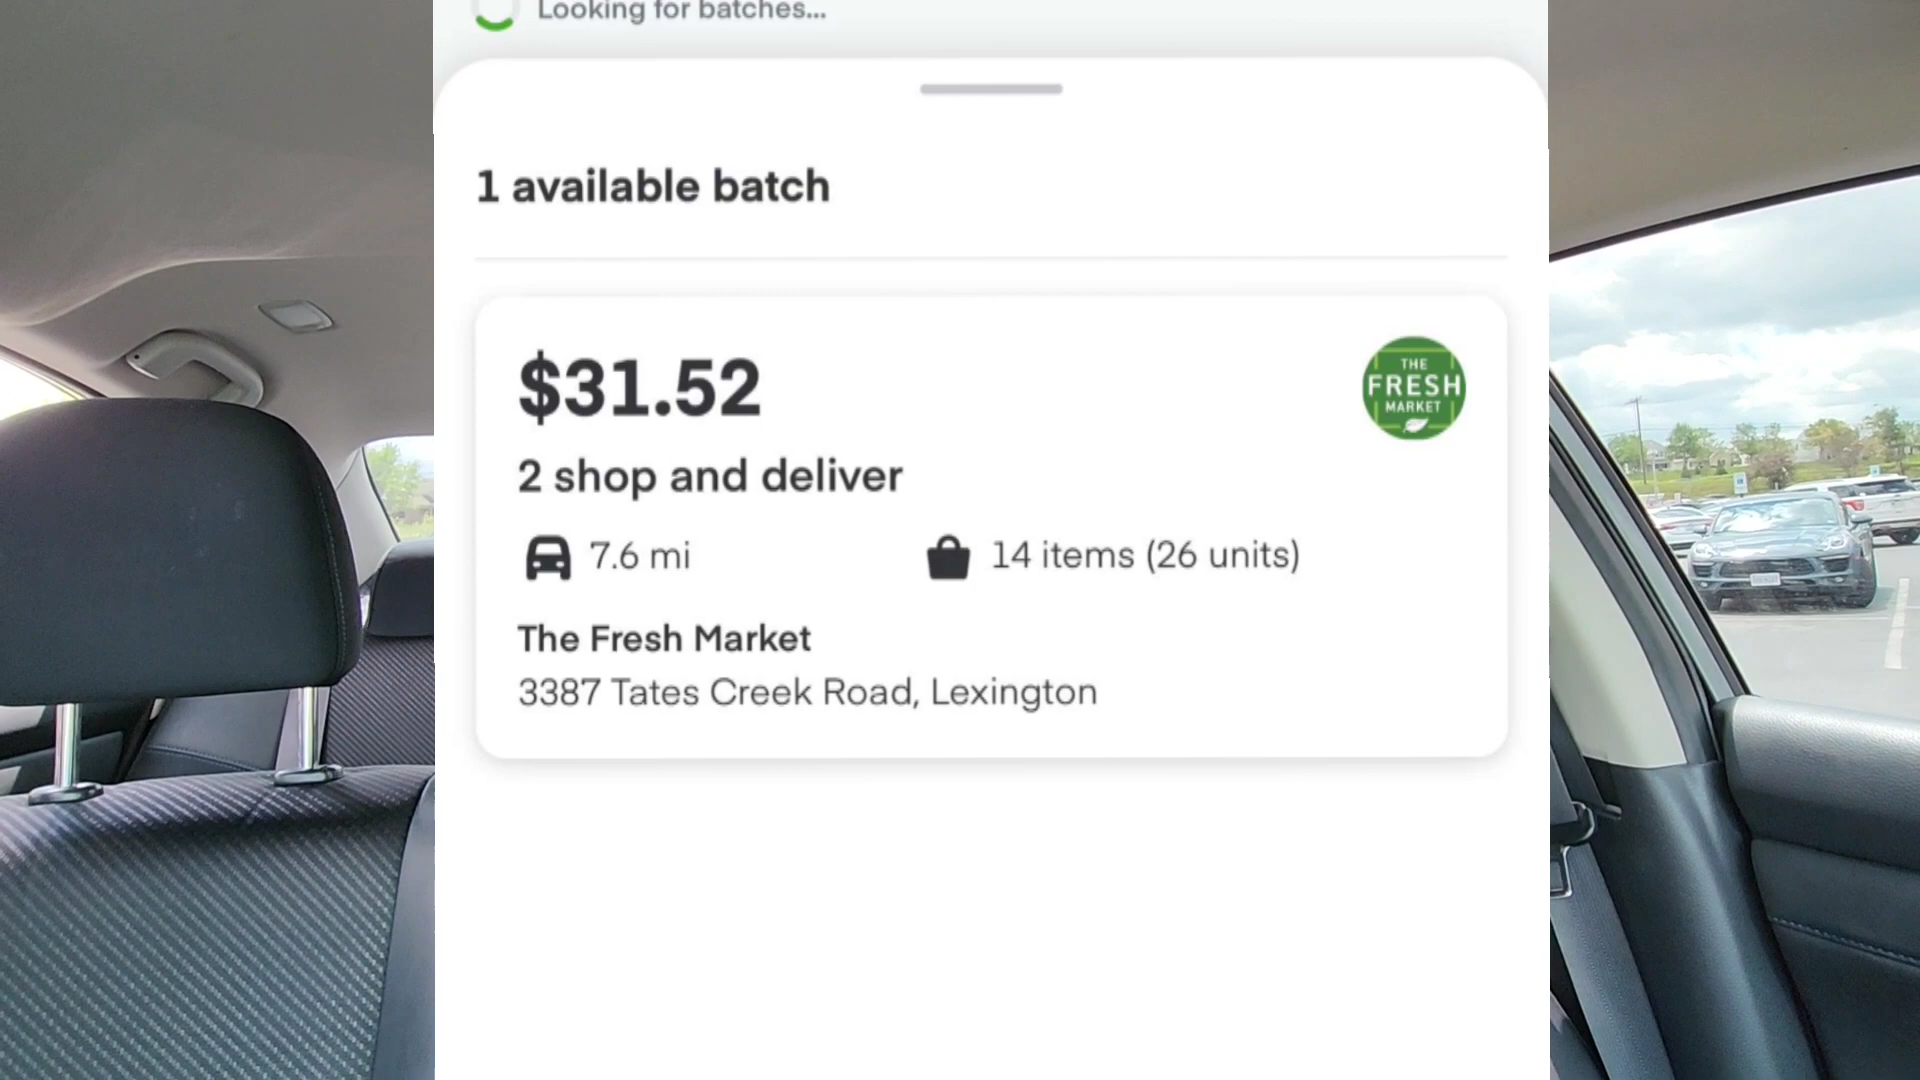 Looking for batches...
1 available batch
$31.52
THE
FRESH
MARKET
2 shop and deliver
7.6 mi
14 items (26 units)
The Fresh Market
3387 Tates Creek Road, Lexington